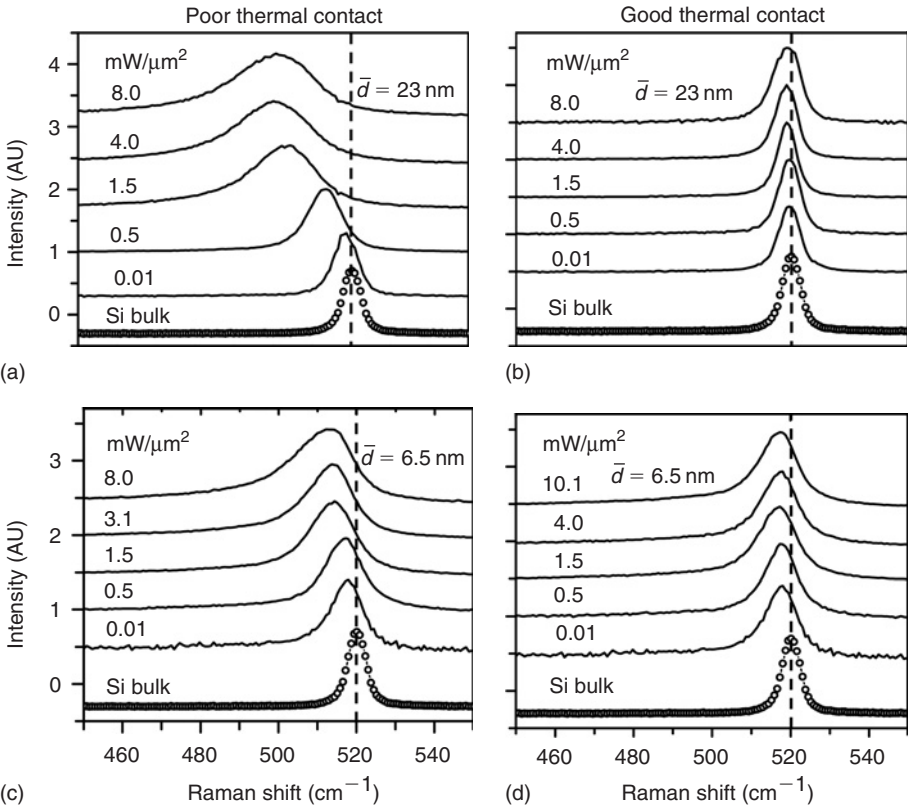 Poor thermal contact
Good thermal contact
(a)
mW/μm²
d̄ = 23 nm
8.0
4.0
1.5
0.5
0.01
Si bulk
4
3
2
1
0
Intensity (AU)
(b)
mW/μm²
d̄ = 23 nm
8.0
4.0
1.5
0.5
0.01
Si bulk
(c)
mW/μm²
d̄ = 6.5 nm
8.0
3.1
1.5
0.5
0.01
Si bulk
3
2
1
0
Intensity (AU)
460 480 500 520 540
Raman shift (cm⁻¹)
(d)
mW/μm²
d̄ = 6.5 nm
10.1
4.0
1.5
0.5
0.01
Si bulk
460 480 500 520 540
Raman shift (cm⁻¹)